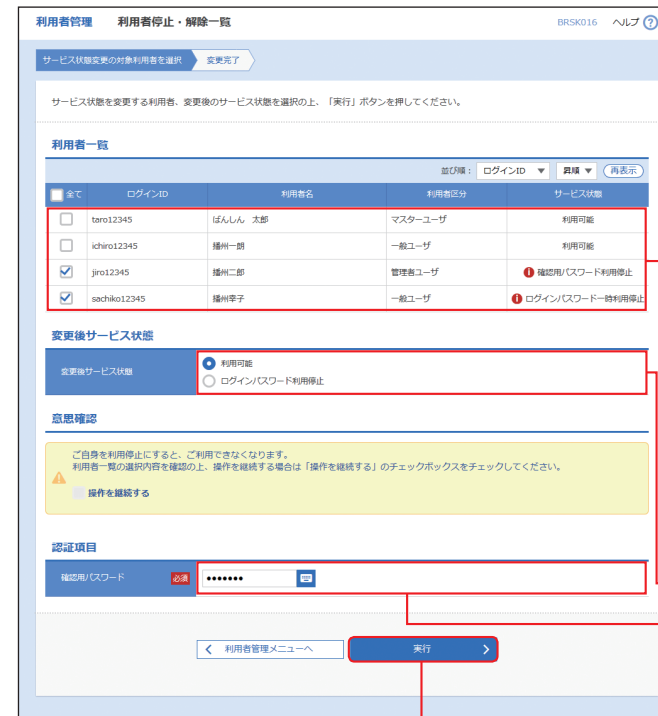 利用者管理 利用者停止・解除一覧 BRSK016 ヘルプ ?
サービス状態変更の対象利用者を選択 変更完了
サービス状態を変更する利用者、変更後のサービス状態を選択の上、「実行」ボタンを押してください。
利用者一覧
並び順： ログインID ▼ 昇順 ▼ 再表示
全て ログインID 利用者名 利用者区分 サービス状態
taro12345 ばんしん 太郎 マスターユーザ 利用可能
ichiro12345 播州一朗 一般ユーザ 利用可能
jiro12345 播州二郎 管理者ユーザ 確認用パスワード利用停止
sachiko12345 播州幸子 一般ユーザ ログインパスワード一時利用停止
変更後サービス状態
変更後サービス状態 利用可能
ログインパスワード利用停止
意思確認
ご自身を利用停止にすると、ご利用できなくなります。
利用者一覧の選択内容を確認の上、操作を継続する場合は「操作を継続する」のチェックボックスをチェックしてください。
操作を継続する
認証項目
確認用パスワード 必須 •••••••
利用者管理メニューへ 実行